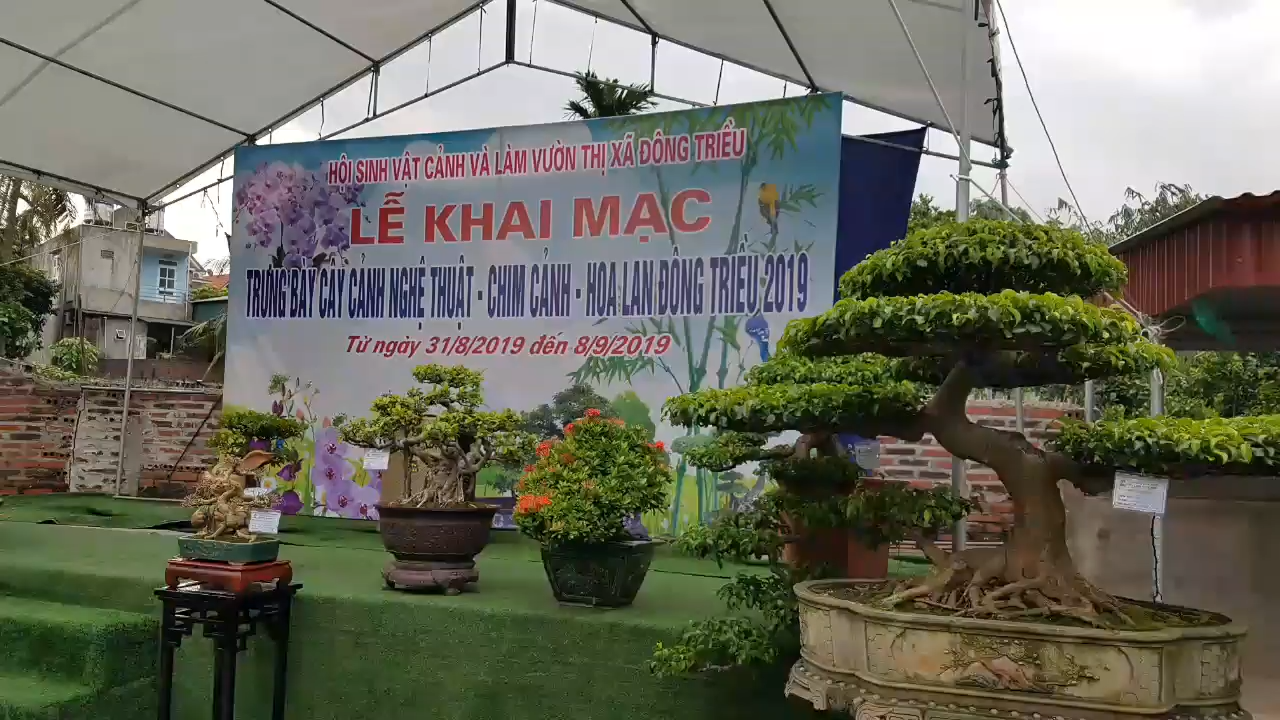 HỘI SINH VẬT CẢNH VÀ LÀM VƯỜN THỊ XÃ ĐÔNG TRIỀU
LỄ KHAI MẠC
TRƯNG BÀY CÂY CẢNH NGHỆ THUẬT - CHIM CẢNH - HOA LAN ĐÔNG TRIỀU 2019
Từ ngày 31/8/2019 đến 8/9/2019